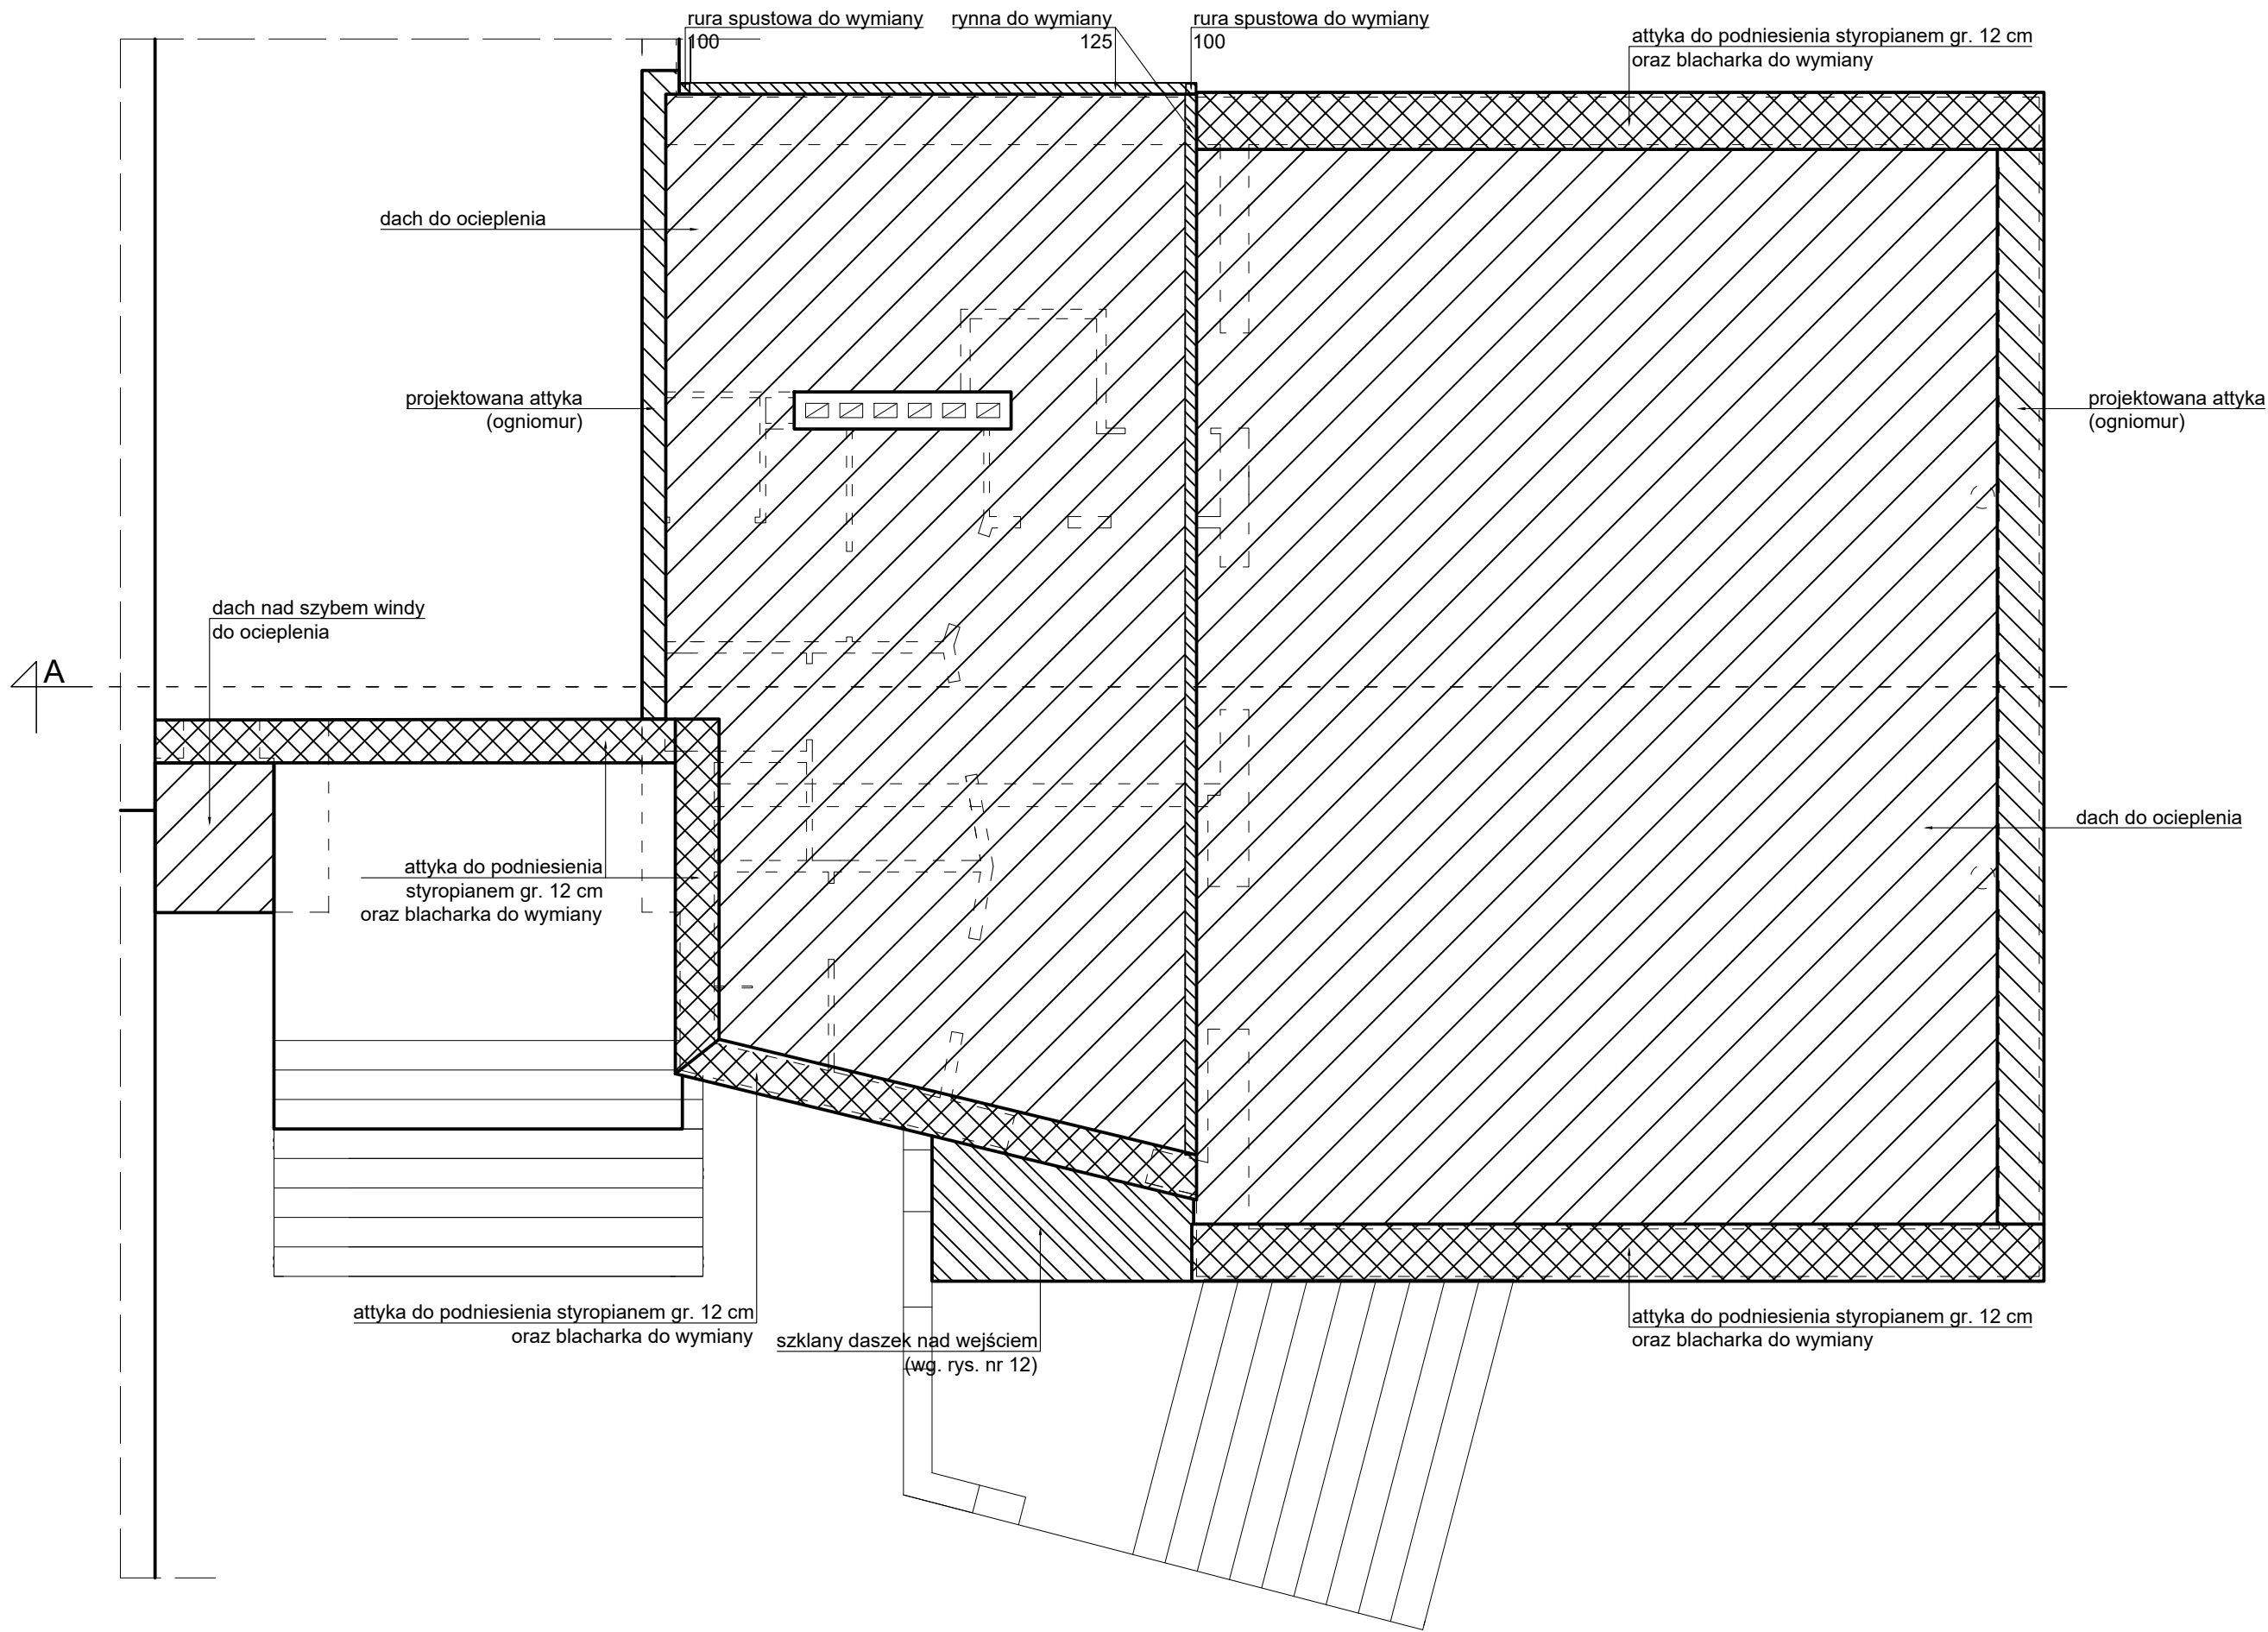 rura spustowa do wymiany
100
rynna do wymiany
125
rura spustowa do wymiany
100
attyka do podniesienia styropianem gr. 12 cm
oraz blacharka do wymiany
dach do ocieplenia
projektowana attyka
(ogniomur)
projektowana attyka
(ogniomur)
dach nad szybem windy
do ocieplenia
A
dach do ocieplenia
attyka do podniesienia
styropianem gr. 12 cm
oraz blacharka do wymiany
attyka do podniesienia styropianem gr. 12 cm
oraz blacharka do wymiany
szklany daszek nad wejściem
(wg. rys. nr 12)
attyka do podniesienia styropianem gr. 12 cm
oraz blacharka do wymiany